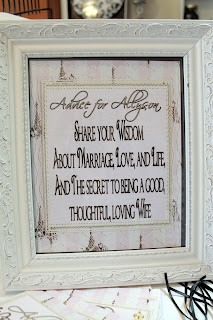 Advice for Allyson
Share your Wisdom
About Marriage, Love, and Life,
And The secret to being a good,
thoughtful, loving Wife